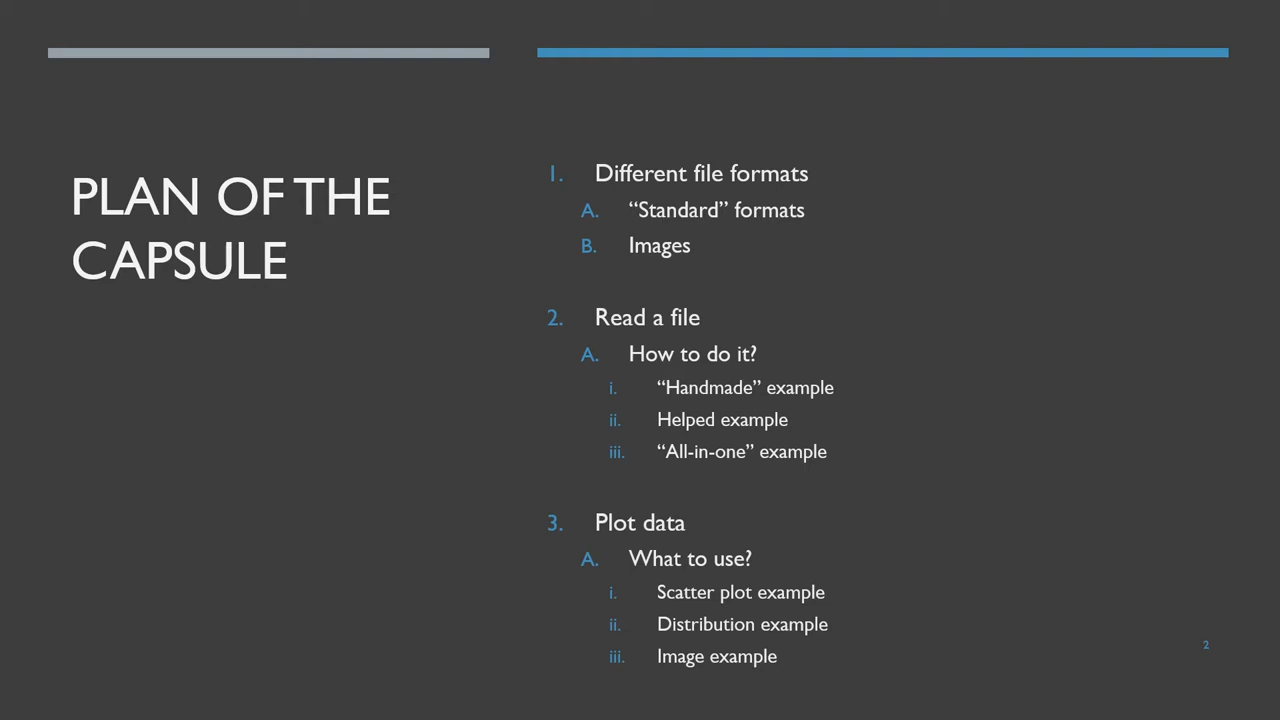 PLAN OF THE
CAPSULE
1. Different file formats
A. “Standard” formats
B. Images
2. Read a file
A. How to do it?
i. “Handmade” example
ii. Helped example
iii. “All-in-one” example
3. Plot data
A. What to use?
i. Scatter plot example
ii. Distribution example
iii. Image example
2